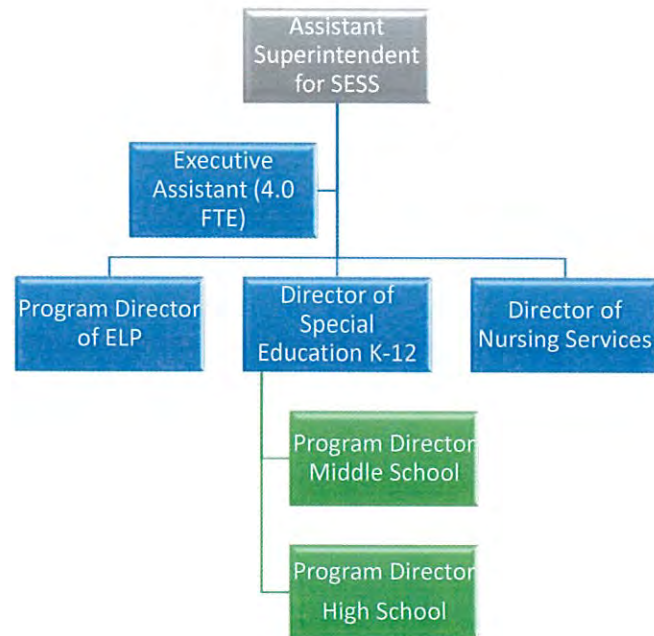 Assistant
Superintendent
for SESS
Executive
Assistant (4.0
FTE)
Program Director
of ELP
Director of
Special
Education K-12
Director of
Nursing Services
Program Director
Middle School
Program Director
High School